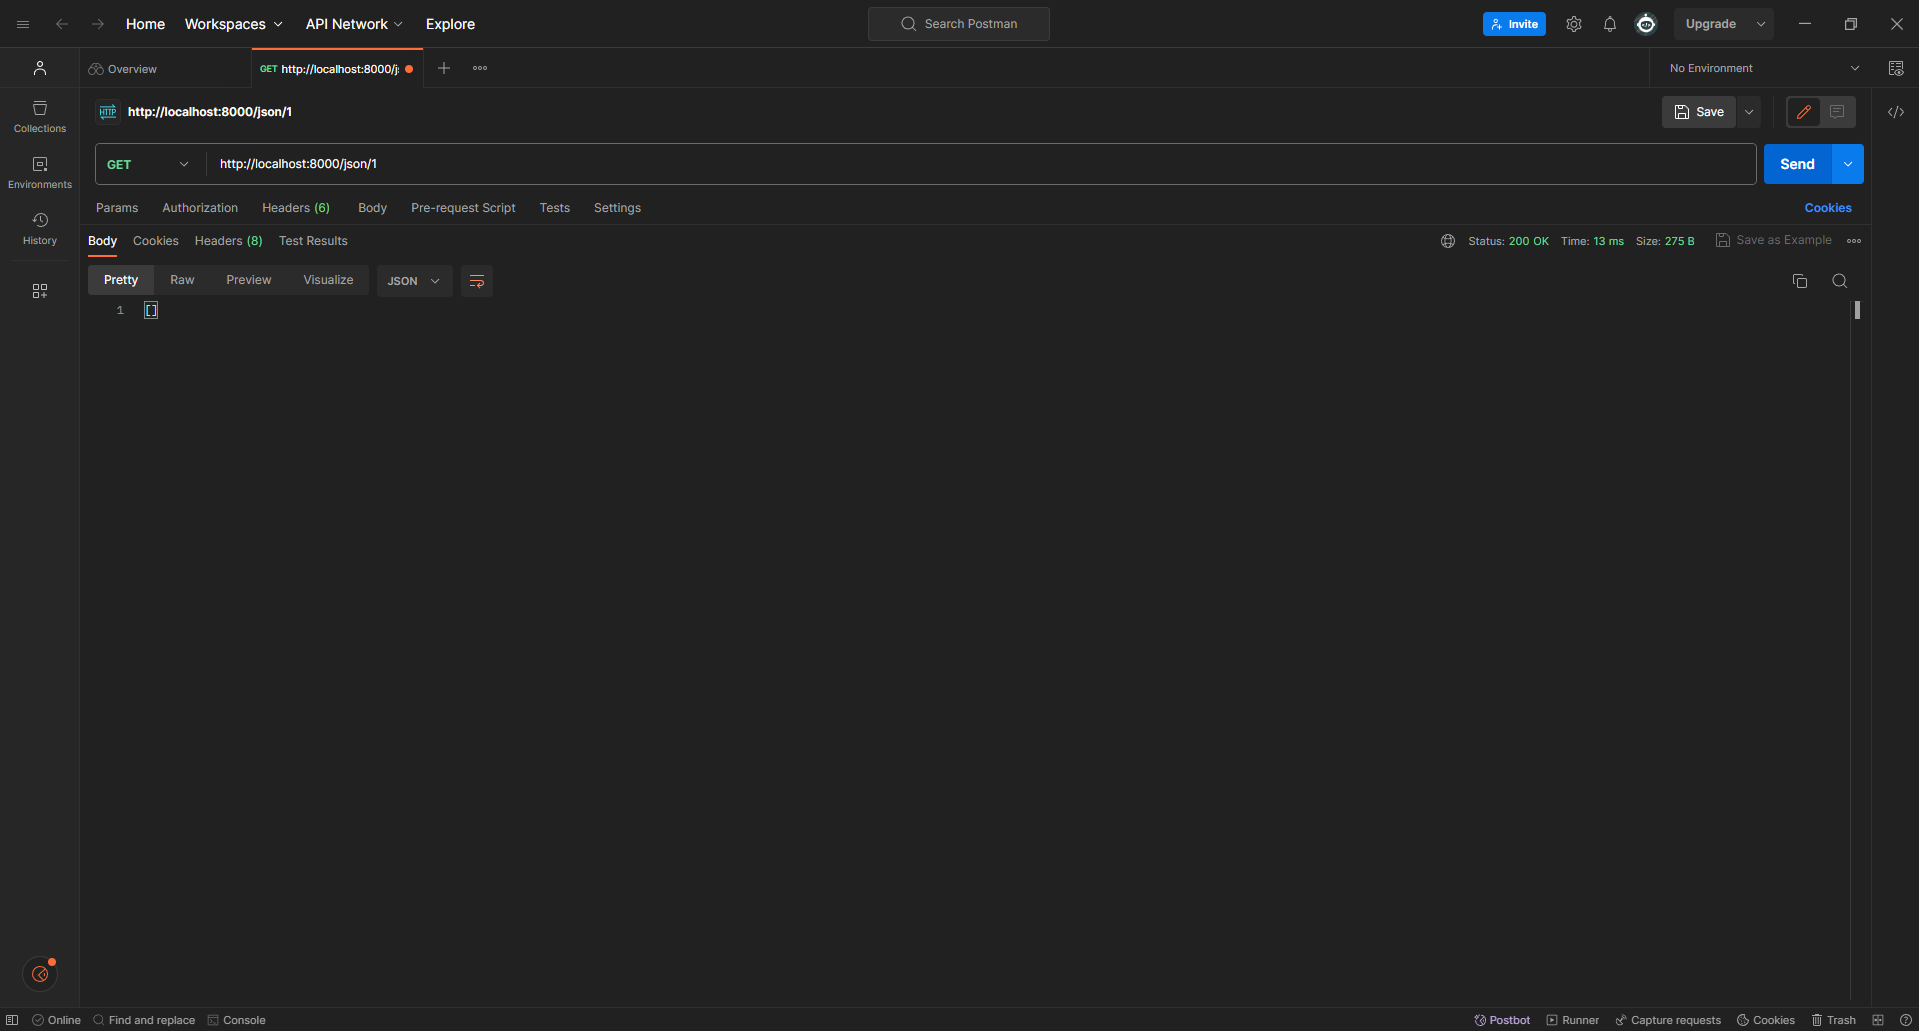 Home Workspaces API Network Explore Search Postman Invite Upgrade
Overview GET http://localhost:8000/j No Environment
HTTP http://localhost:8000/json/1 Save
GET http://localhost:8000/json/1 Send
Params Authorization Headers (6) Body Pre-request Script Tests Settings Cookies
Body Cookies Headers (8) Test Results Status: 200 OK Time: 13 ms Size: 275 B Save as Example
Pretty Raw Preview Visualize JSON
1 []
Collections
Environments
History
Online Find and replace Console Postbot Runner Capture requests Cookies Trash